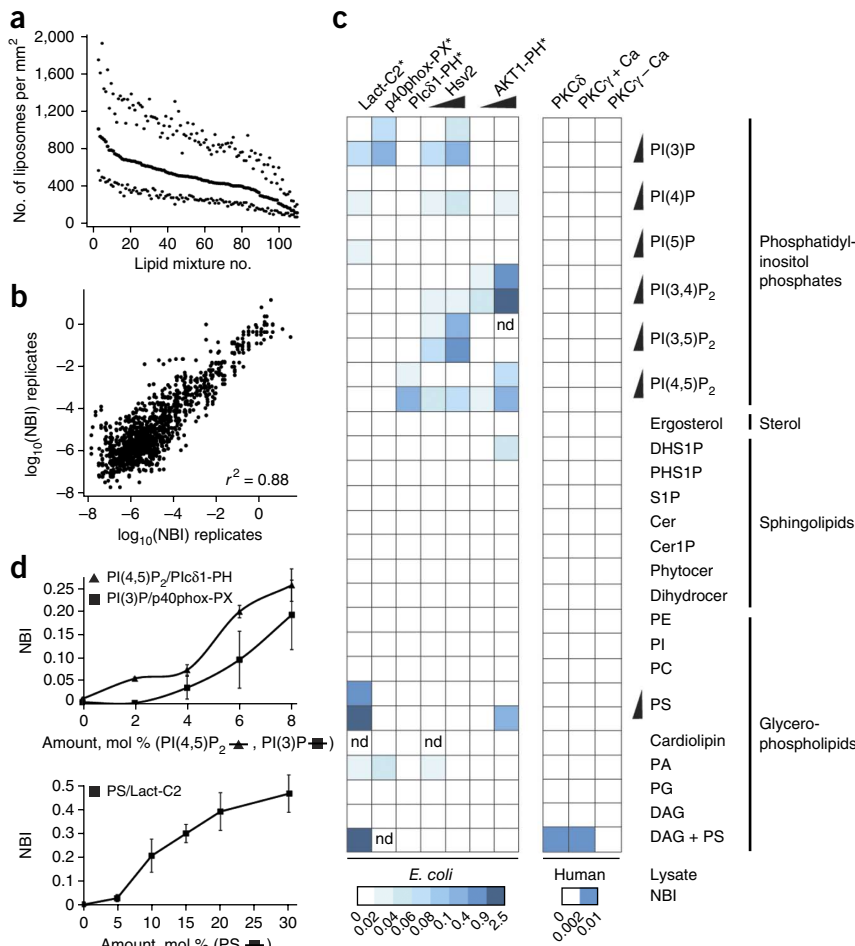 a
2,000
1,600
1,200
800
400
0
No. of liposomes per mm²
0 20 40 60 80 100
Lipid mixture no.
b
0
−2
−4
−6
−8
log₁₀(NBI) replicates
r² = 0.88
−8 −6 −4 −2 0
log₁₀(NBI) replicates
d
PI(4,5)P₂/Plcδ1-PH
PI(3)P/p40phox-PX
0.25
0.20
0.15
0.10
0.05
0
NBI
0 2 4 6 8
Amount, mol % (PI(4,5)P₂ , PI(3)P )
PS/Lact-C2
0.5
0.4
0.3
0.2
0.1
0
NBI
0 5 10 15 20 25 30
Amount, mol % (PS )
c
Lact-C2*
p40phox-PX*
Plcδ1-PH*
Hsv2
AKT1-PH*
PKCδ
PKCγ + Ca
PKCγ − Ca
PI(3)P
PI(4)P
PI(5)P
PI(3,4)P₂
nd
PI(3,5)P₂
PI(4,5)P₂
Ergosterol
DHS1P
PHS1P
S1P
Cer
Cer1P
Phytocer
Dihydrocer
PE
PI
PC
PS
nd nd Cardiolipin
PA
PG
DAG
nd DAG + PS
Phosphatidyl-
inositol
phosphates
Sterol
Sphingolipids
Glycero-
phospholipids
E. coli Human Lysate
NBI
0 0.02 0.04 0.06 0.08 0.1 0.4 0.9 2.5
0 0.002 0.01